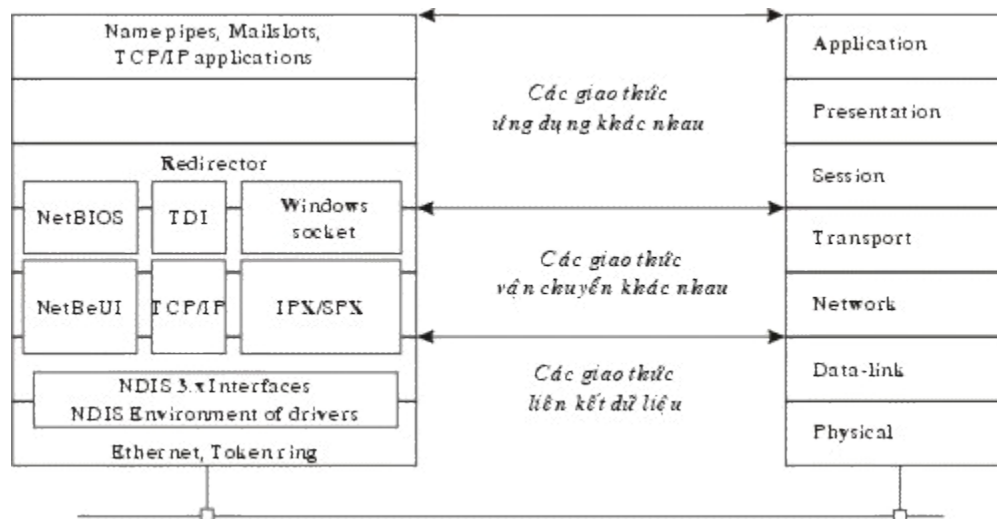 Name pipes, Mailslots,
TCP/IP applications
Redirector
NetBIOS
TDI
Windows
socket
NetBeUI
TCP/IP
IPX/SPX
NDIS 3.x Interfaces
NDIS Environment of drivers
Ethernet, Token ring
Các giao thức
ứng dụng khác nhau
Các giao thức
vận chuyển khác nhau
Các giao thức
liên kết dữ liệu
Application
Presentation
Session
Transport
Network
Data-link
Physical